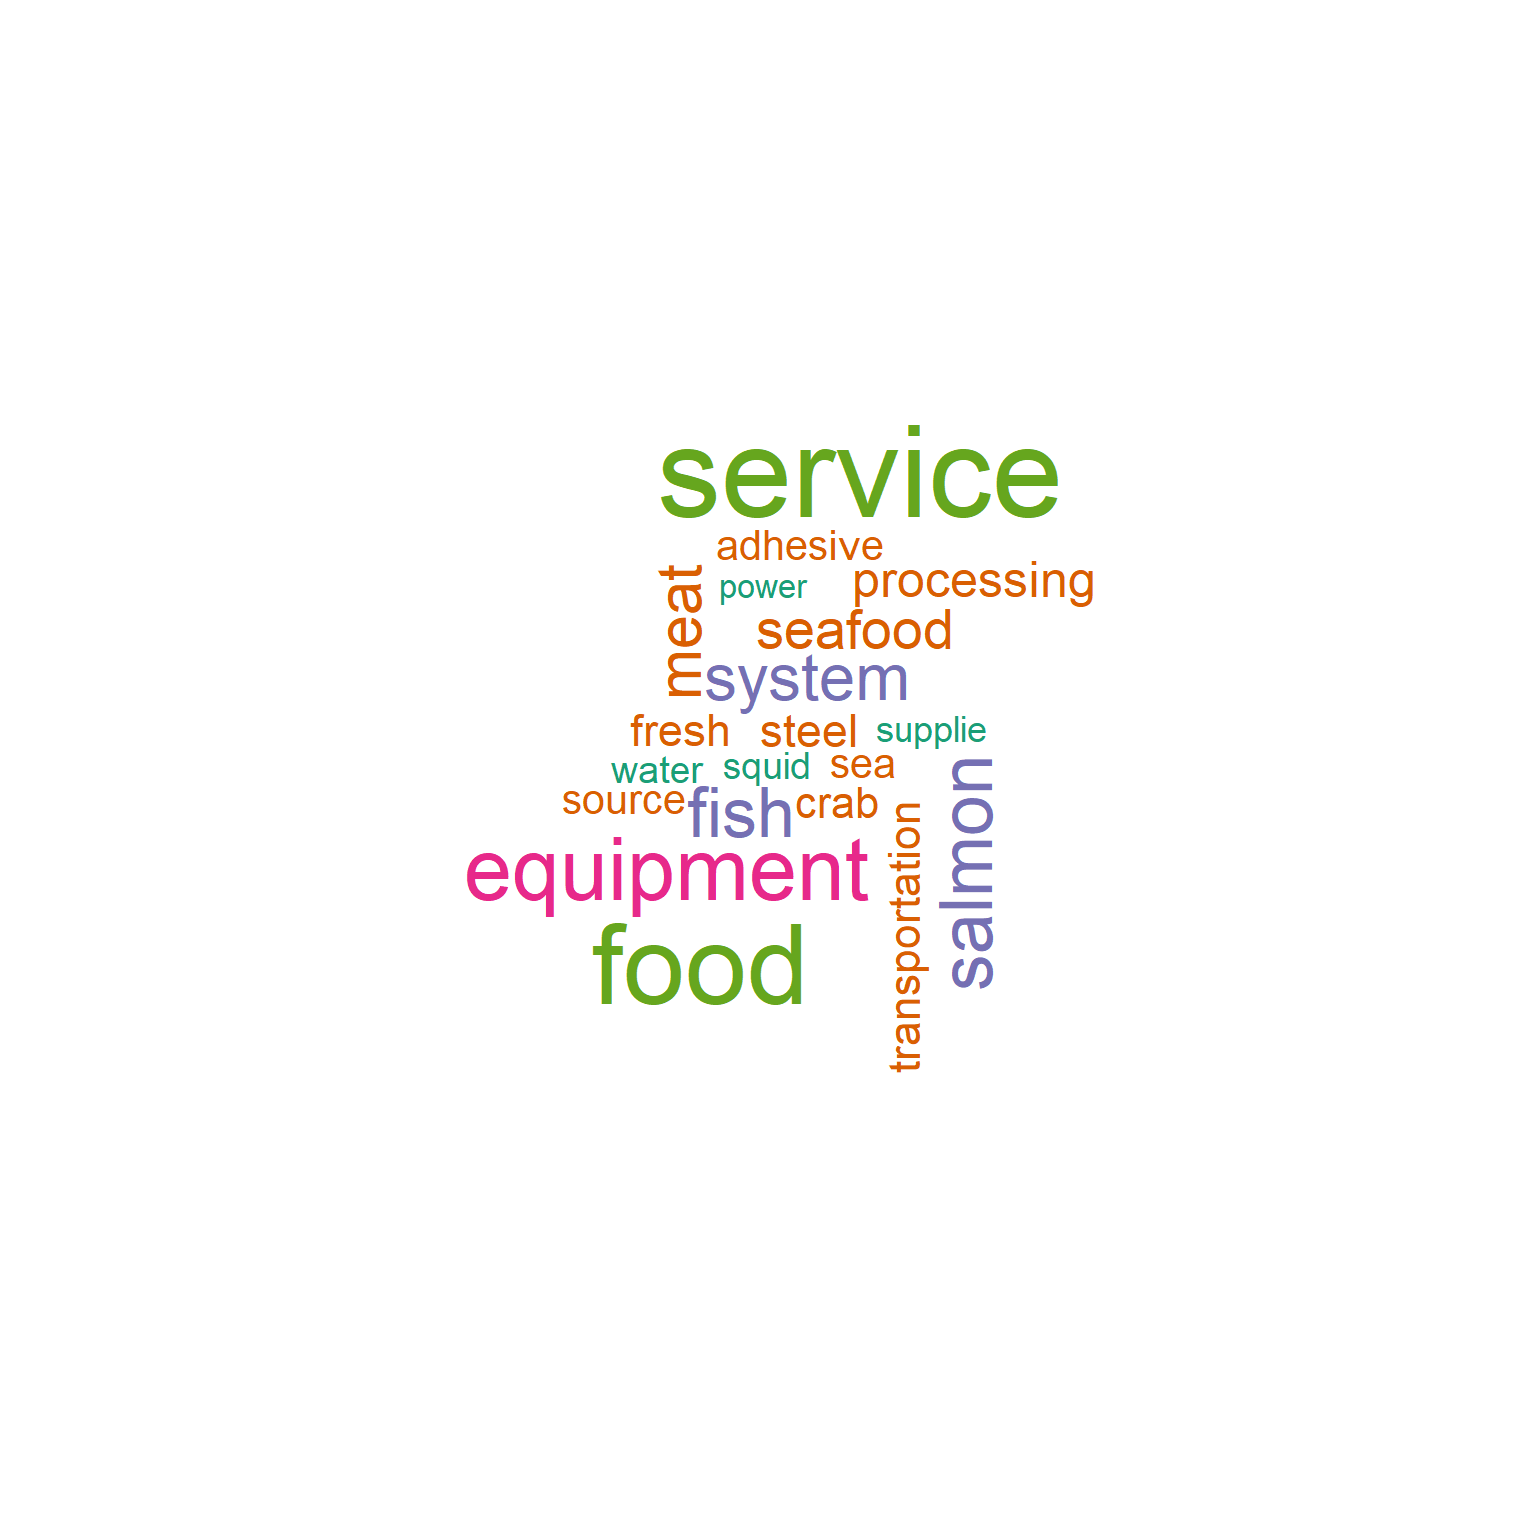 service
adhesive
meat
power
processing
seafood
system
fresh
steel
supplie
water
squid
sea
salmon
source
fish
crab
transportation
equipment
food